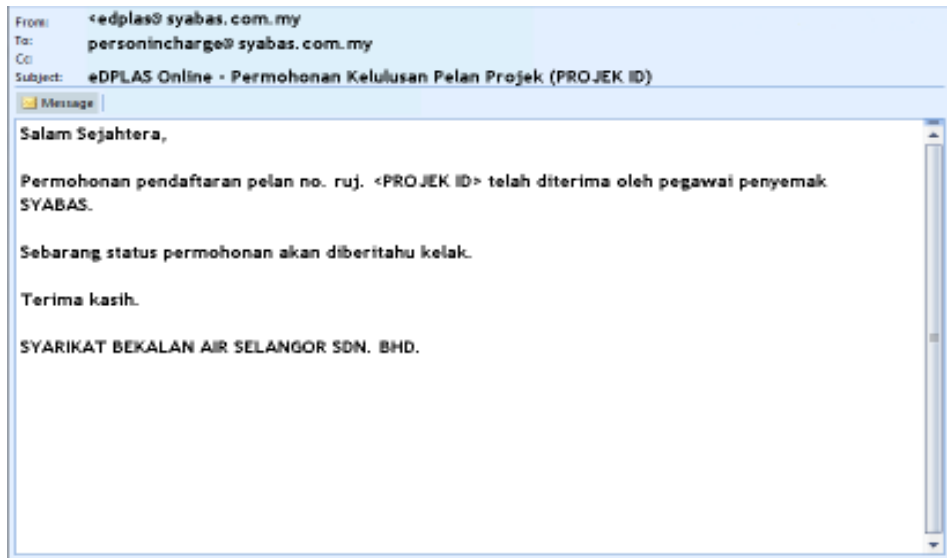 From: <edplas@syabas.com.my
To: personincharge@syabas.com.my
Cc:
Subject: eDPLAS Online - Permohonan Kelulusan Pelan Projek (PROJEK ID)
Message
Salam Sejahtera,
Permohonan pendaftaran pelan no. ruj. <PROJEK ID> telah diterima oleh pegawai penyemak
SYABAS.
Sebarang status permohonan akan diberitahu kelak.
Terima kasih.
SYARIKAT BEKALAN AIR SELANGOR SDN. BHD.